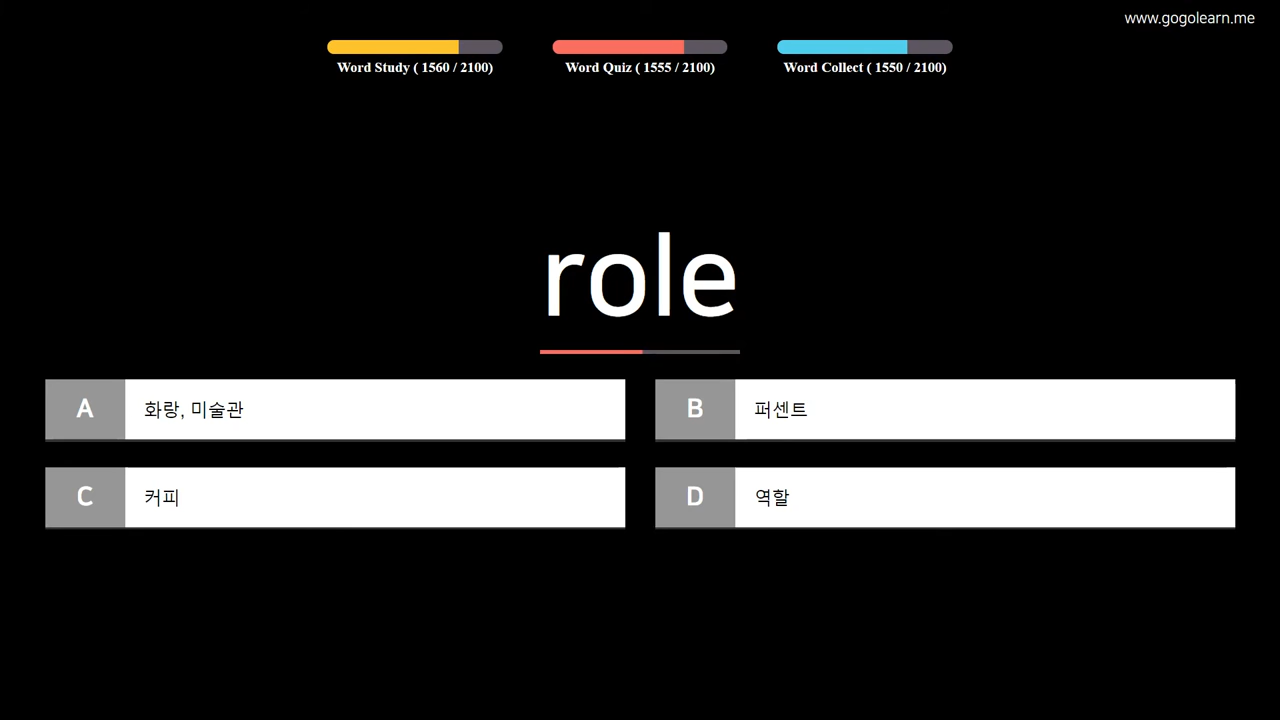 www.gogolearn.me
Word Study ( 1560 / 2100)
Word Quiz ( 1555 / 2100)
Word Collect ( 1550 / 2100)
role
A 화랑, 미술관
B 퍼센트
C 커피
D 역할